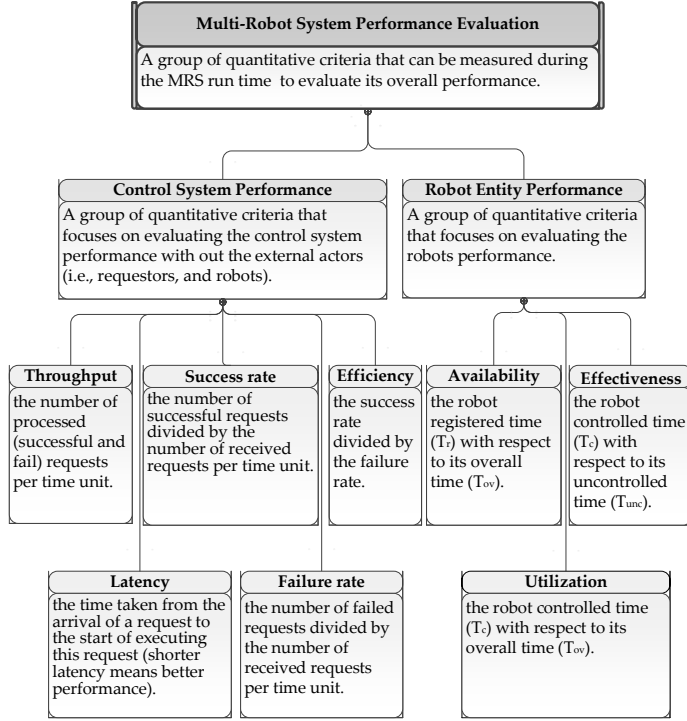 Multi-Robot System Performance Evaluation
A group of quantitative criteria that can be measured during
the MRS run time to evaluate its overall performance.
Control System Performance
A group of quantitative criteria that
focuses on evaluating the control system
performance with out the external actors
(i.e., requestors, and robots).
Robot Entity Performance
A group of quantitative criteria
that focuses on evaluating the
robots performance.
Throughput
the number of
processed
(successful and
fail) requests
per time unit.
Success rate
the number of
successful requests
divided by the
number of received
requests per time unit.
Efficiency
the success
rate
divided by
the failure
rate.
Availability
the robot
registered time
(Tr) with respect
to its overall
time (Tov).
Effectiveness
the robot
controlled time
(Tc) with
respect to its
uncontrolled
time (Tunc).
Latency
the time taken from the
arrival of a request to
the start of executing
this request (shorter
latency means better
performance).
Failure rate
the number of failed
requests divided by
the number of
received requests
per time unit.
Utilization
the robot controlled time
(Tc) with respect to its
overall time (Tov).